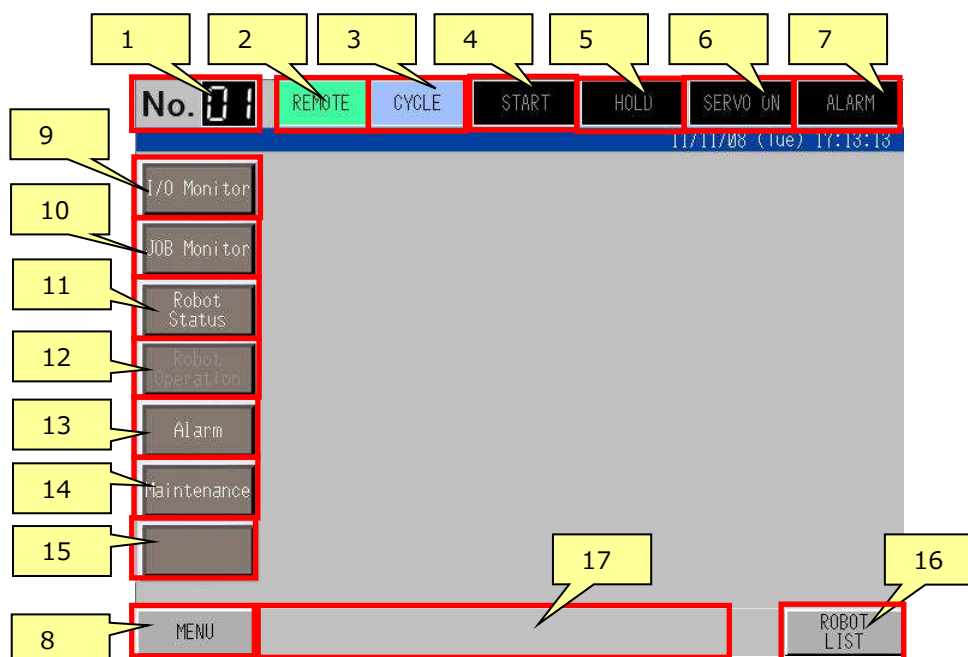 1 2 3 4 5 6 7
No. 01 REMOTE CYCLE START HOLD SERVO ON ALARM
11/11/08 (Tue) 17:13:13
9 I/O Monitor
10 JOB Monitor
11 Robot
Status
12 Robot
Operation
13 Alarm
14 Maintenance
15
17 16
8 MENU ROBOT
LIST